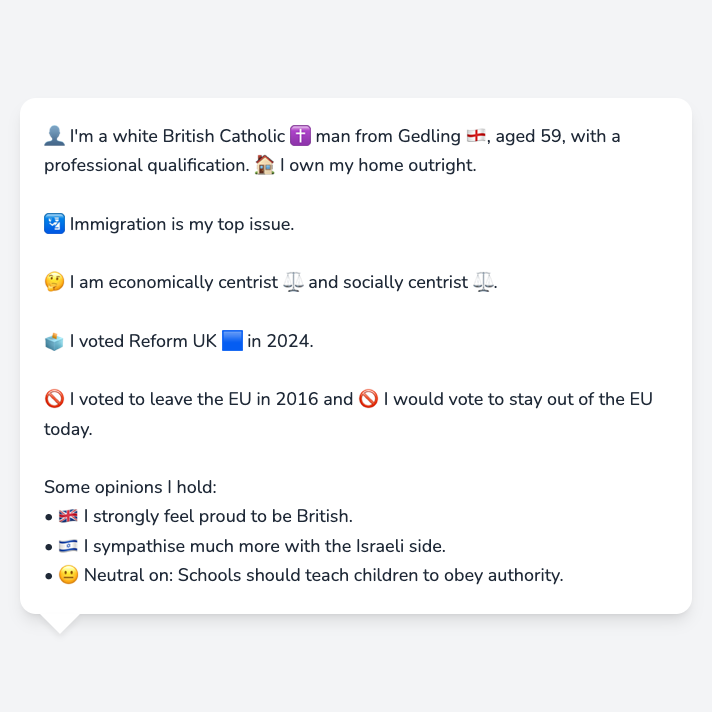 👤 I'm a white British Catholic ✝️ man from Gedling 🏴󠁧󠁢󠁥󠁮󠁧󠁿, aged 59, with a
professional qualification. 🏠 I own my home outright.
🛂 Immigration is my top issue.
🤔 I am economically centrist ⚖️ and socially centrist ⚖️.
🗳️ I voted Reform UK 🟦 in 2024.
🚫 I voted to leave the EU in 2016 and 🚫 I would vote to stay out of the EU
today.
Some opinions I hold:
• 🇬🇧 I strongly feel proud to be British.
• 🇮🇱 I sympathise much more with the Israeli side.
• 😐 Neutral on: Schools should teach children to obey authority.